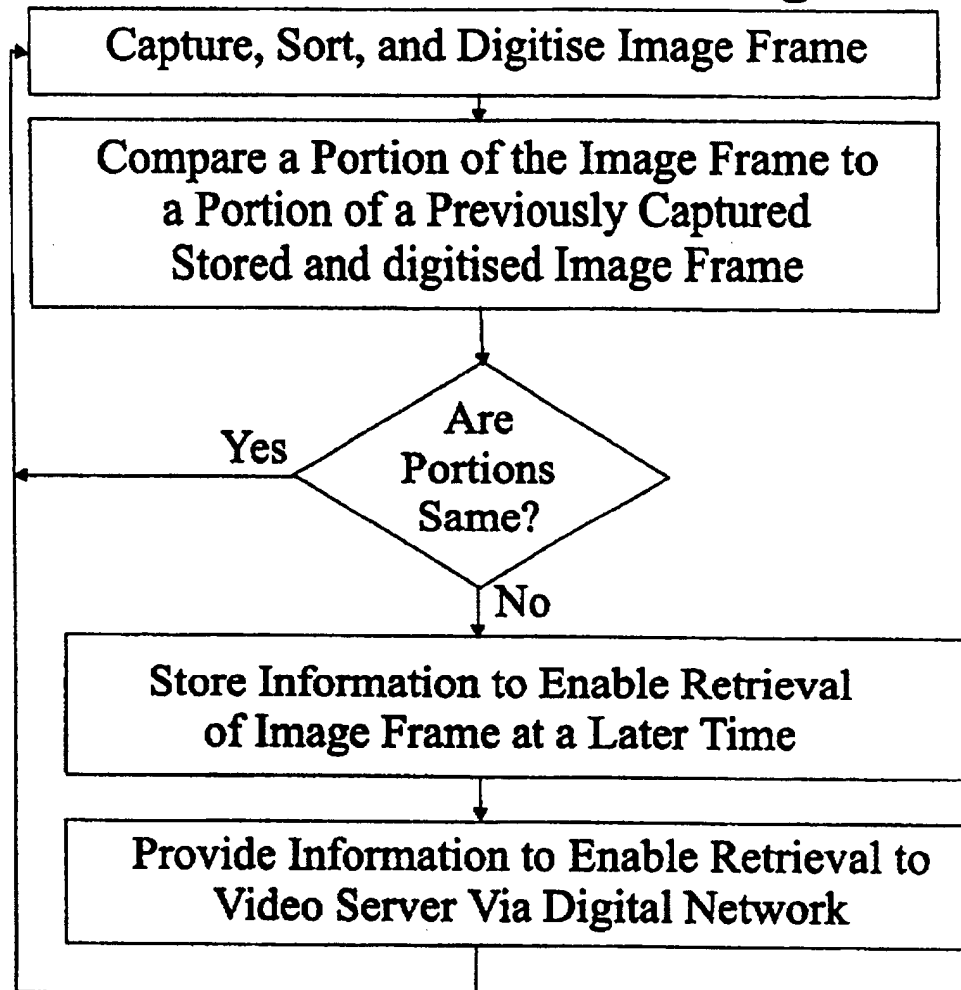 Capture, Sort, and Digitise Image Frame
Compare a Portion of the Image Frame to
a Portion of a Previously Captured
Stored and digitised Image Frame
Are
Portions
Same?
Yes
No
Store Information to Enable Retrieval
of Image Frame at a Later Time
Provide Information to Enable Retrieval to
Video Server Via Digital Network